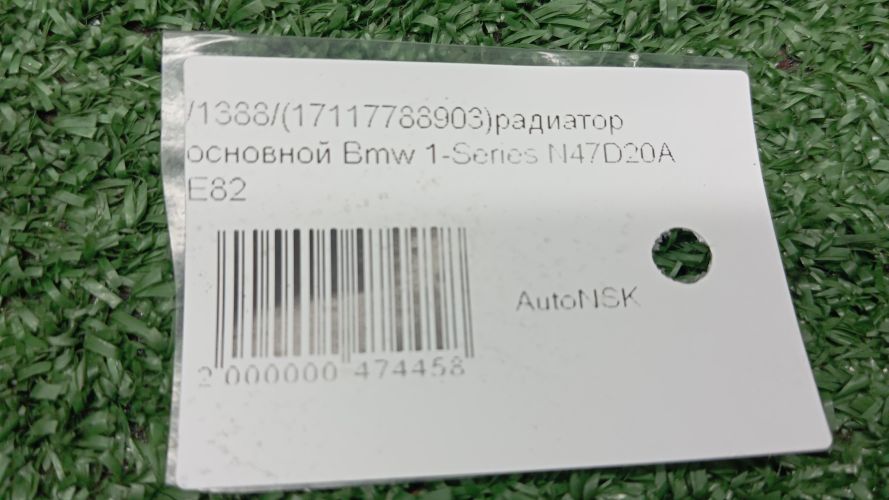 /1388/(17117788903)радиатор
основной Bmw 1-Series N47D20A
E82
AutoNSK
2 000000 474458